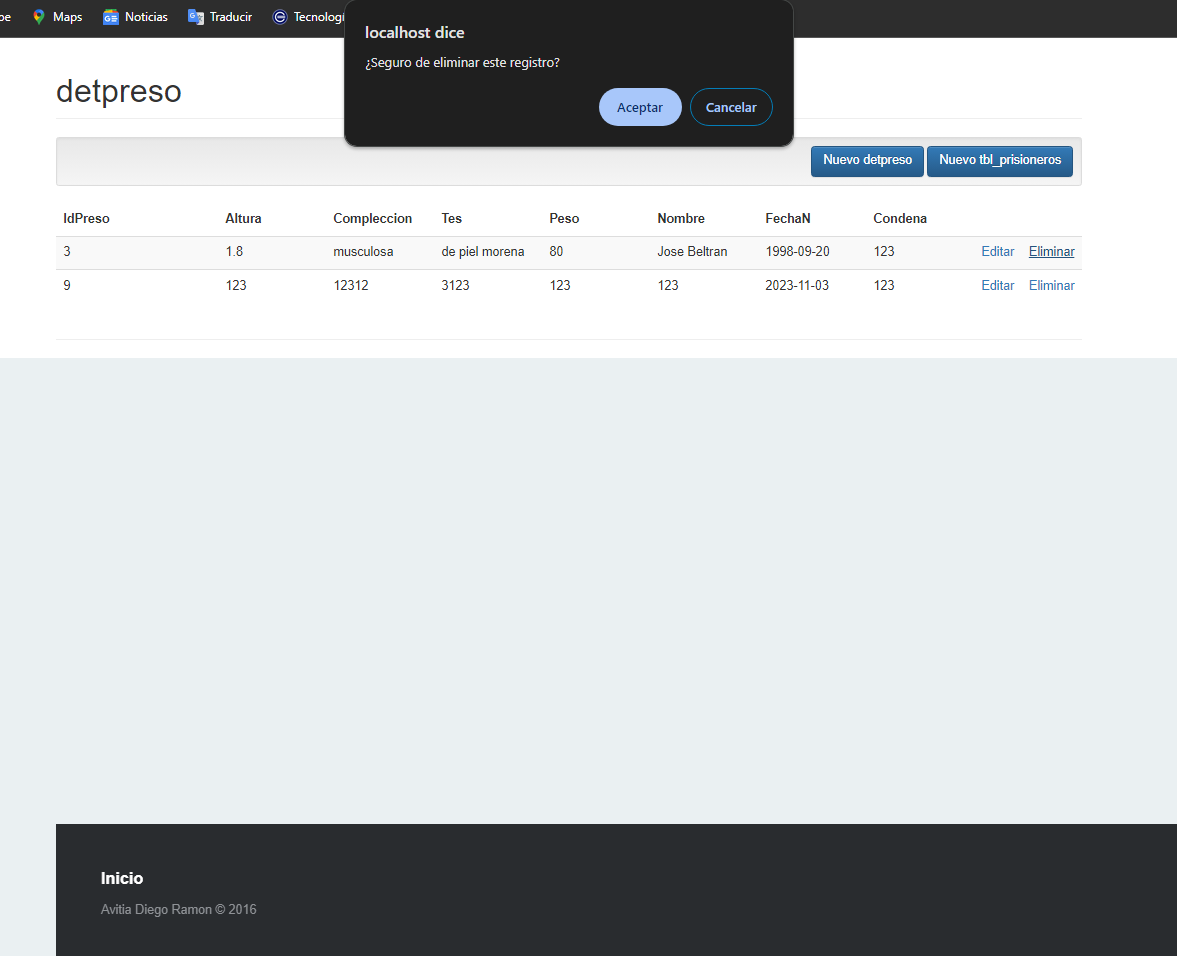 Maps Noticias Traducir
localhost dice
¿Seguro de eliminar este registro?
Aceptar Cancelar
detpreso
Nuevo detpreso Nuevo tbl_prisioneros
IdPreso Altura Compleccion Tes Peso Nombre FechaN Condena
3 1.8 musculosa de piel morena 80 Jose Beltran 1998-09-20 123 Editar Eliminar
9 123 12312 3123 123 123 2023-11-03 123 Editar Eliminar
Inicio
Avitia Diego Ramon © 2016